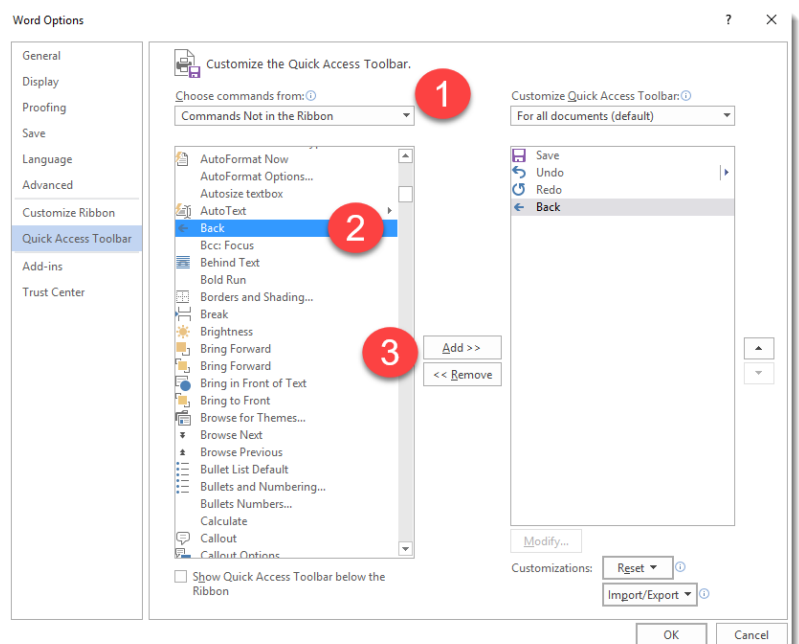 Word Options
?
General
Display
Proofing
Save
Language
Advanced
Customize Ribbon
Quick Access Toolbar
Add-ins
Trust Center
Customize the Quick Access Toolbar.
Choose commands from:
1
Commands Not in the Ribbon
AutoFormat Now
AutoFormat Options...
Autosize textbox
AutoText
Back
2
Bcc: Focus
Behind Text
Bold Run
Borders and Shading...
Break
Brightness
Bring Forward
Bring Forward
Bring in Front of Text
Bring to Front
Browse for Themes...
Browse Next
Browse Previous
Bullet List Default
Bullets and Numbering...
Bullets Numbers...
Calculate
Callout
Callout Options
Show Quick Access Toolbar below the
Ribbon
3
Add >>
<< Remove
Customize Quick Access Toolbar:
For all documents (default)
Save
Undo
Redo
Back
Modify...
Customizations:
Reset
Import/Export
OK
Cancel